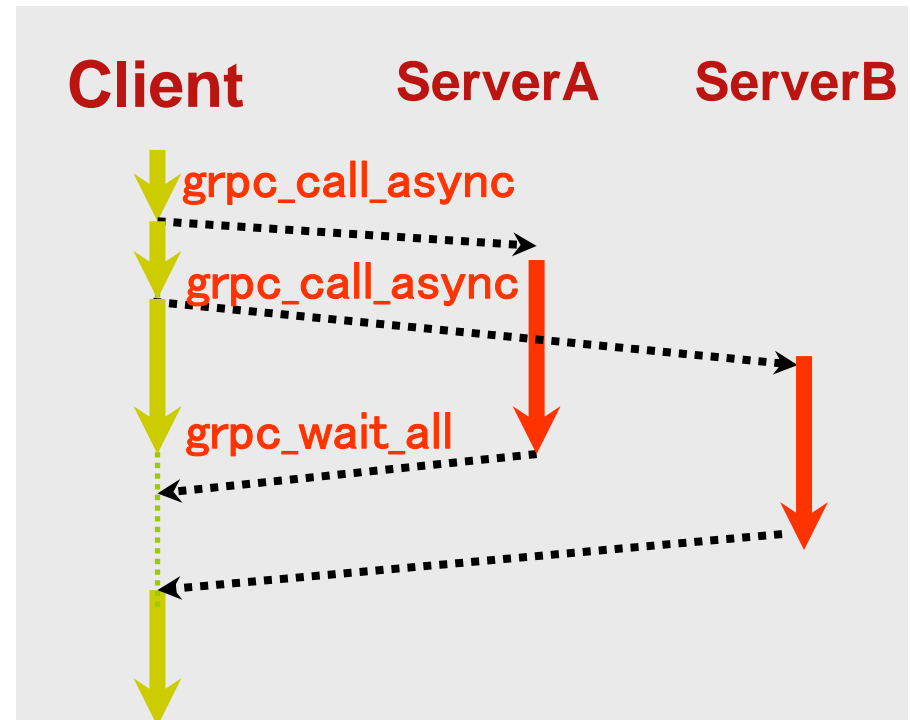 Client ServerA ServerB
grpc_call_async
grpc_call_async
grpc_wait_all